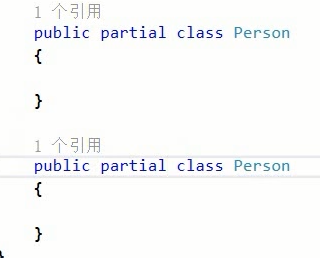 1 个引用
public partial class Person
{
}
1 个引用
public partial class Person
{
}
}